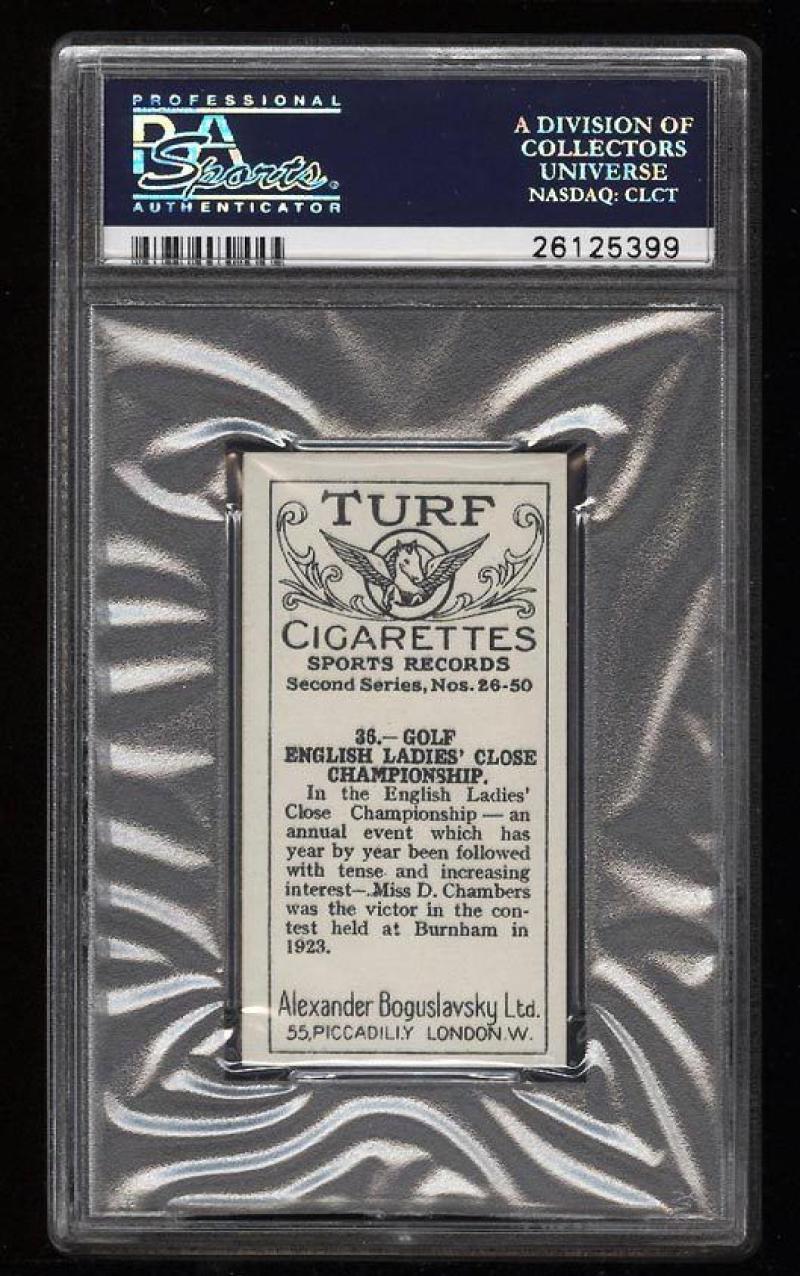 PROFESSIONAL
PSA
Sports
AUTHENTICATOR
A DIVISION OF
COLLECTORS
UNIVERSE
NASDAQ: CLCT
26125399
TURF
CIGARETTES
SPORTS RECORDS
Second Series, Nos. 26-50
36.—GOLF
ENGLISH LADIES' CLOSE
CHAMPIONSHIP.
In the English Ladies'
Close Championship — an
annual event which has
year by year been followed
with tense and increasing
interest—.Miss D. Chambers
was the victor in the con-
test held at Burnham in
1923.
Alexander Boguslavsky Ltd.
55, PICCADILLY LONDON.W.